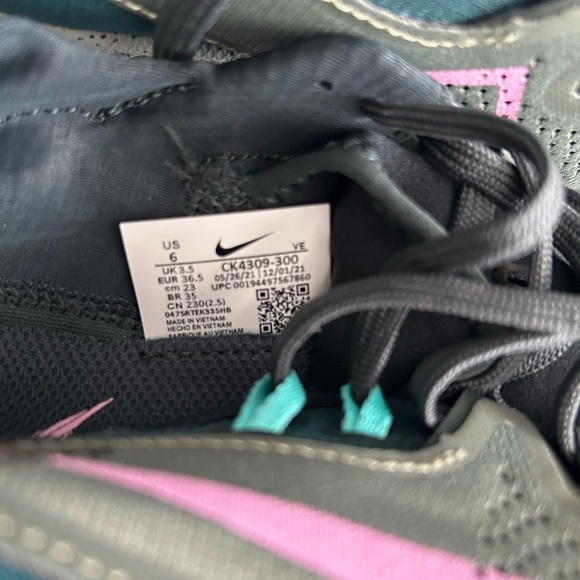 US
6
VE
UK 3.5
EUR 36.5
cm 23
BR 35
CN 230(2.5)
CK4309-300
05/26/21 | 12/01/21
UPC 00194497567860
0475RTEK33SHB
MADE IN VIETNAM
HECHO EN VIETNAM
FABRIQUE AU VIETNAM